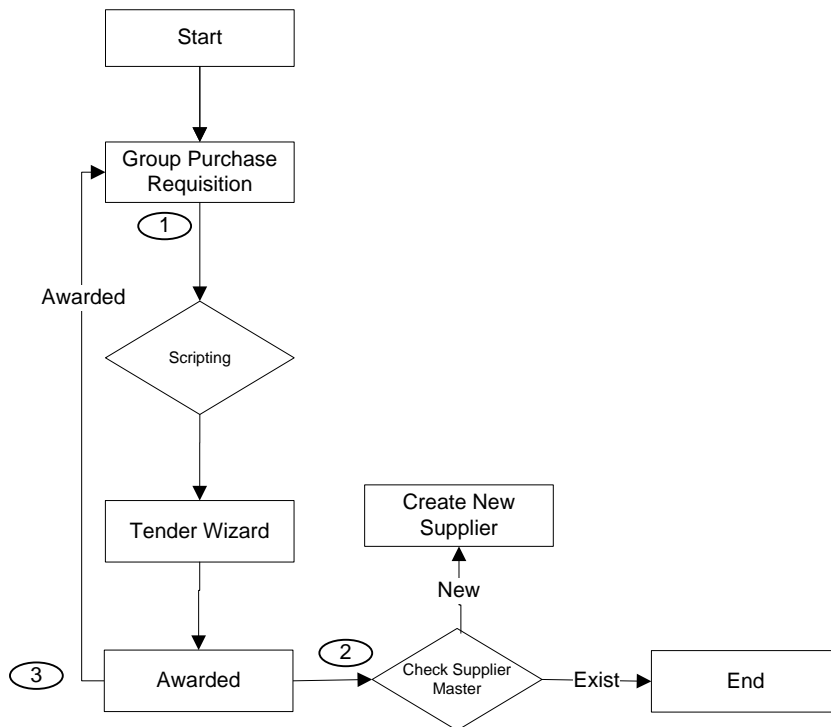 Start
Group Purchase
Requisition
1
Awarded
Scripting
Tender Wizard
Create New
Supplier
New
2
3
Awarded
Check Supplier
Master
Exist
End